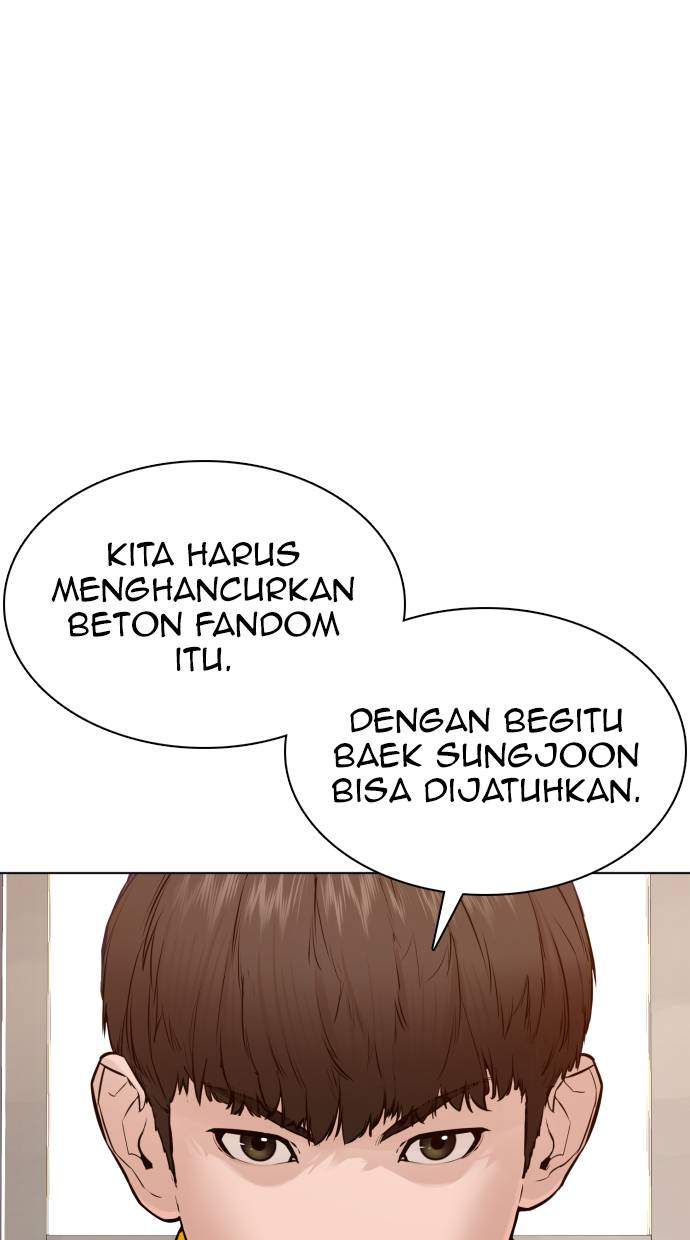 KITA HARUS
MENGHANCURKAN
BETON FANDOM
ITU.
DENGAN BEGITU
BAEK SUNGJOON
BISA DIJATUHKAN.